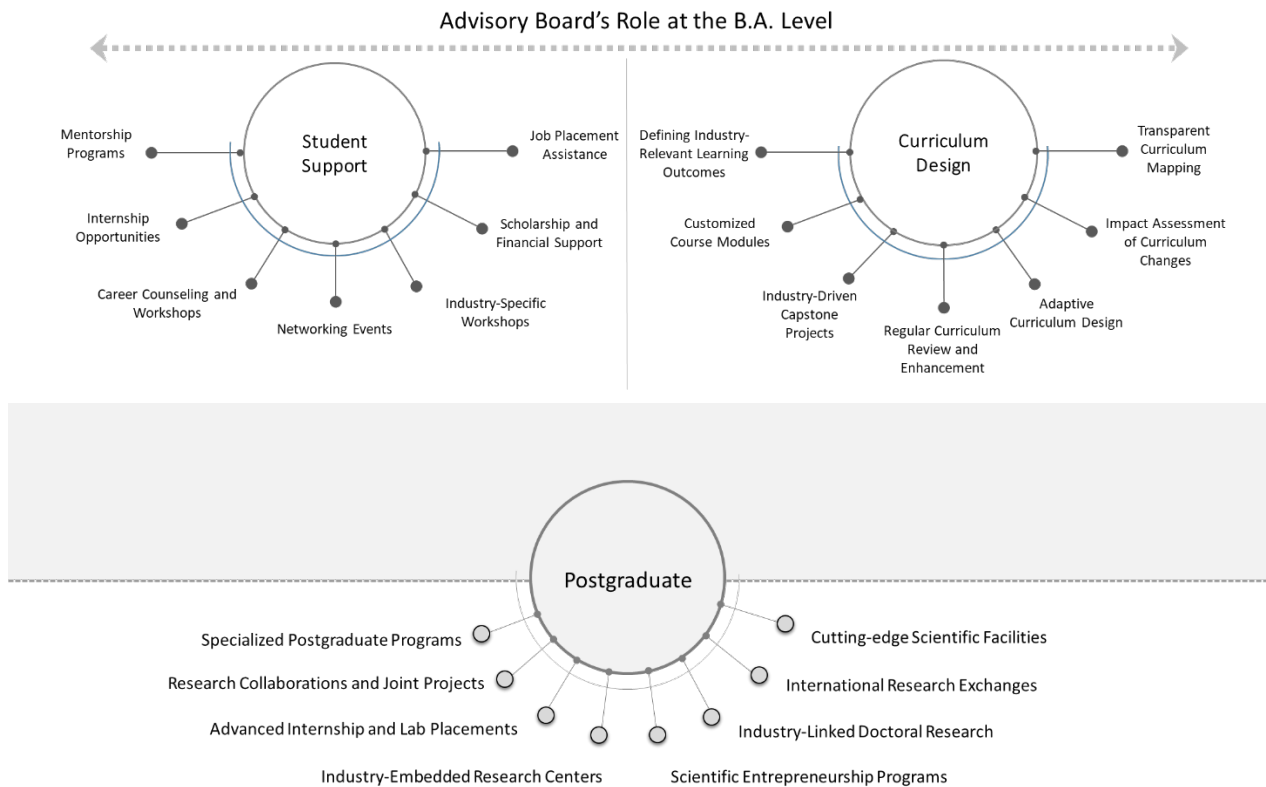 Advisory Board's Role at the B.A. Level
Student
Support
Mentorship
Programs
Internship
Opportunities
Career Counseling and
Workshops
Networking Events
Industry-Specific
Workshops
Scholarship and
Financial Support
Job Placement
Assistance
Curriculum
Design
Defining Industry-
Relevant Learning
Outcomes
Customized
Course Modules
Industry-Driven
Capstone
Projects
Regular Curriculum
Review and
Enhancement
Adaptive
Curriculum Design
Impact Assessment
of Curriculum
Changes
Transparent
Curriculum
Mapping
Postgraduate
Specialized Postgraduate Programs
Research Collaborations and Joint Projects
Advanced Internship and Lab Placements
Industry-Embedded Research Centers
Scientific Entrepreneurship Programs
Industry-Linked Doctoral Research
International Research Exchanges
Cutting-edge Scientific Facilities